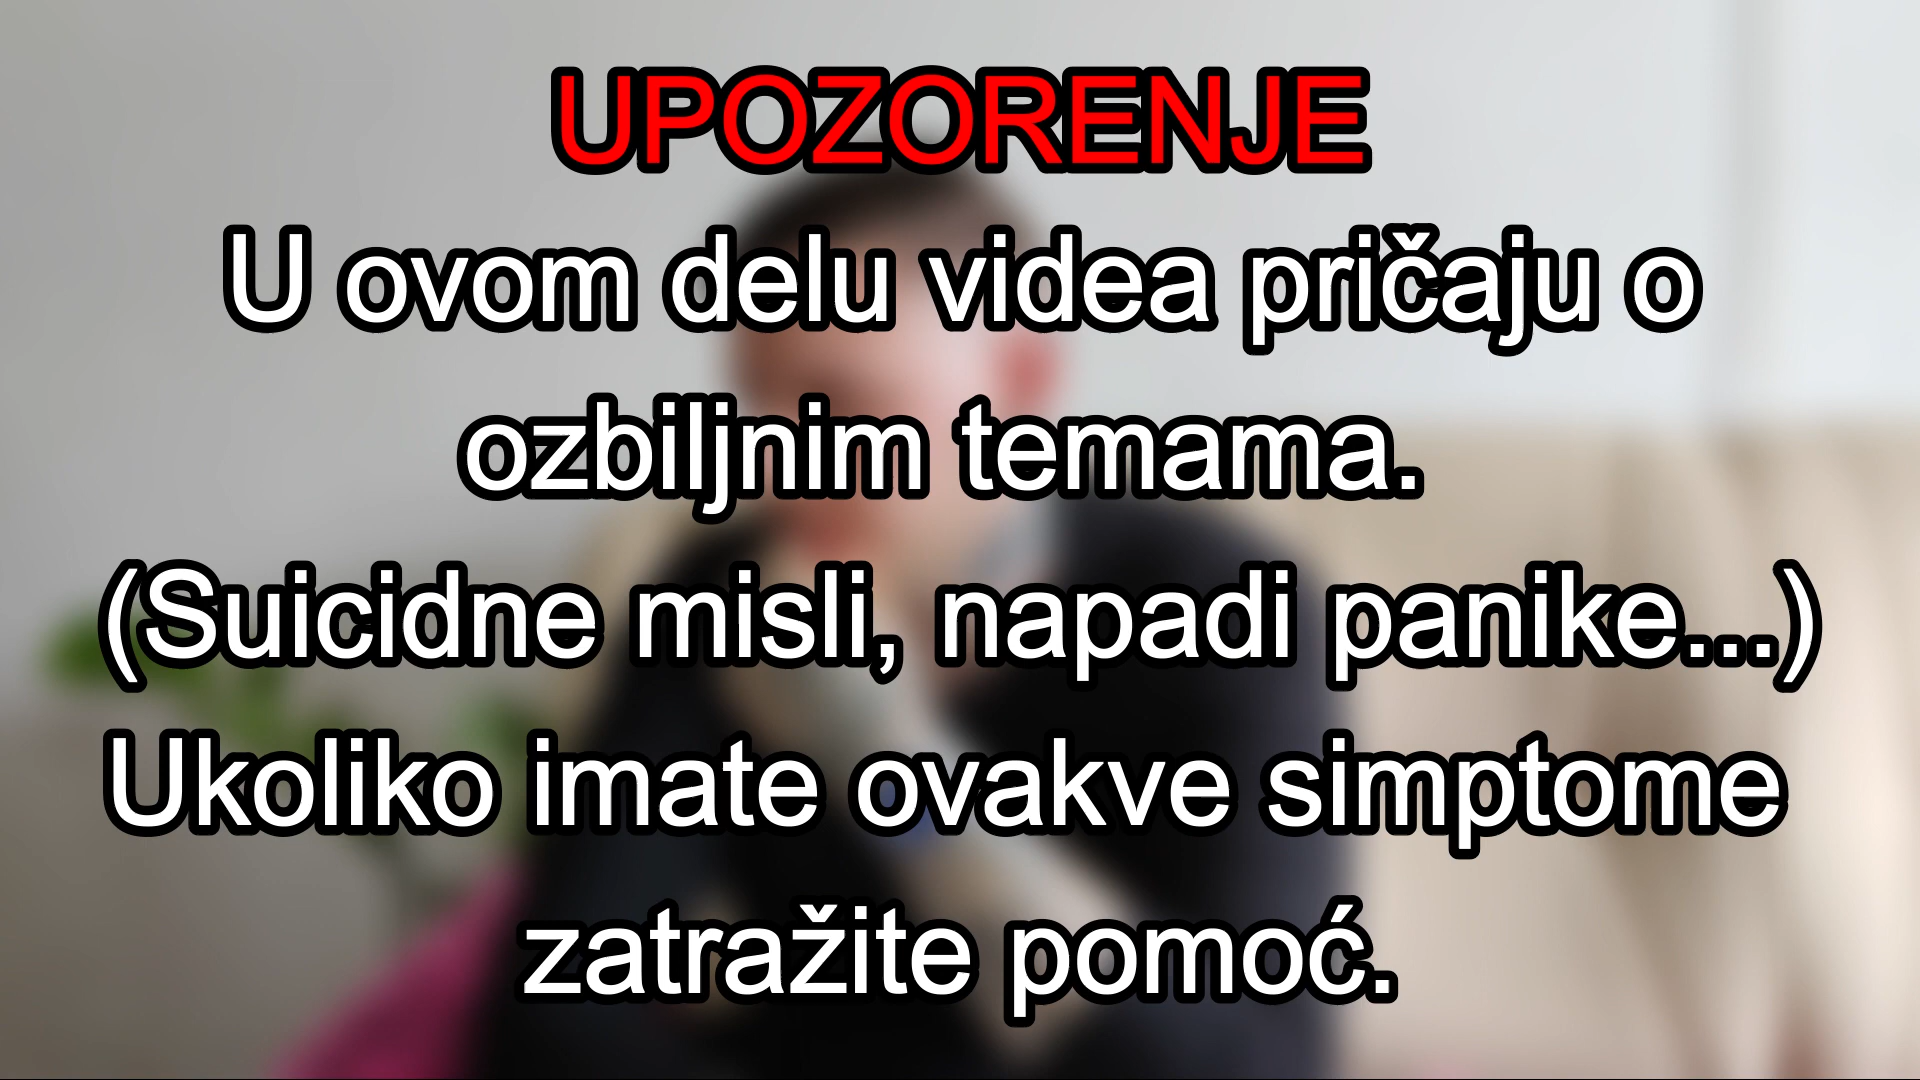 UPOZORENJE
U ovom delu videa pričaju o
ozbiljnim temama.
(Suicidne misli, napadi panike...)
Ukoliko imate ovakve simptome
zatražite pomoć.